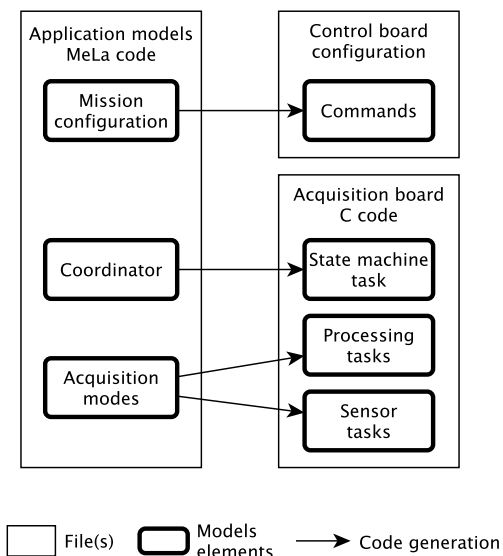 Application models
MeLa code
Mission
configuration
Coordinator
Acquisition
modes
Control board
configuration
Commands
Acquisition board
C code
State machine
task
Processing
tasks
Sensor
tasks
File(s)
Models
elements
Code generation